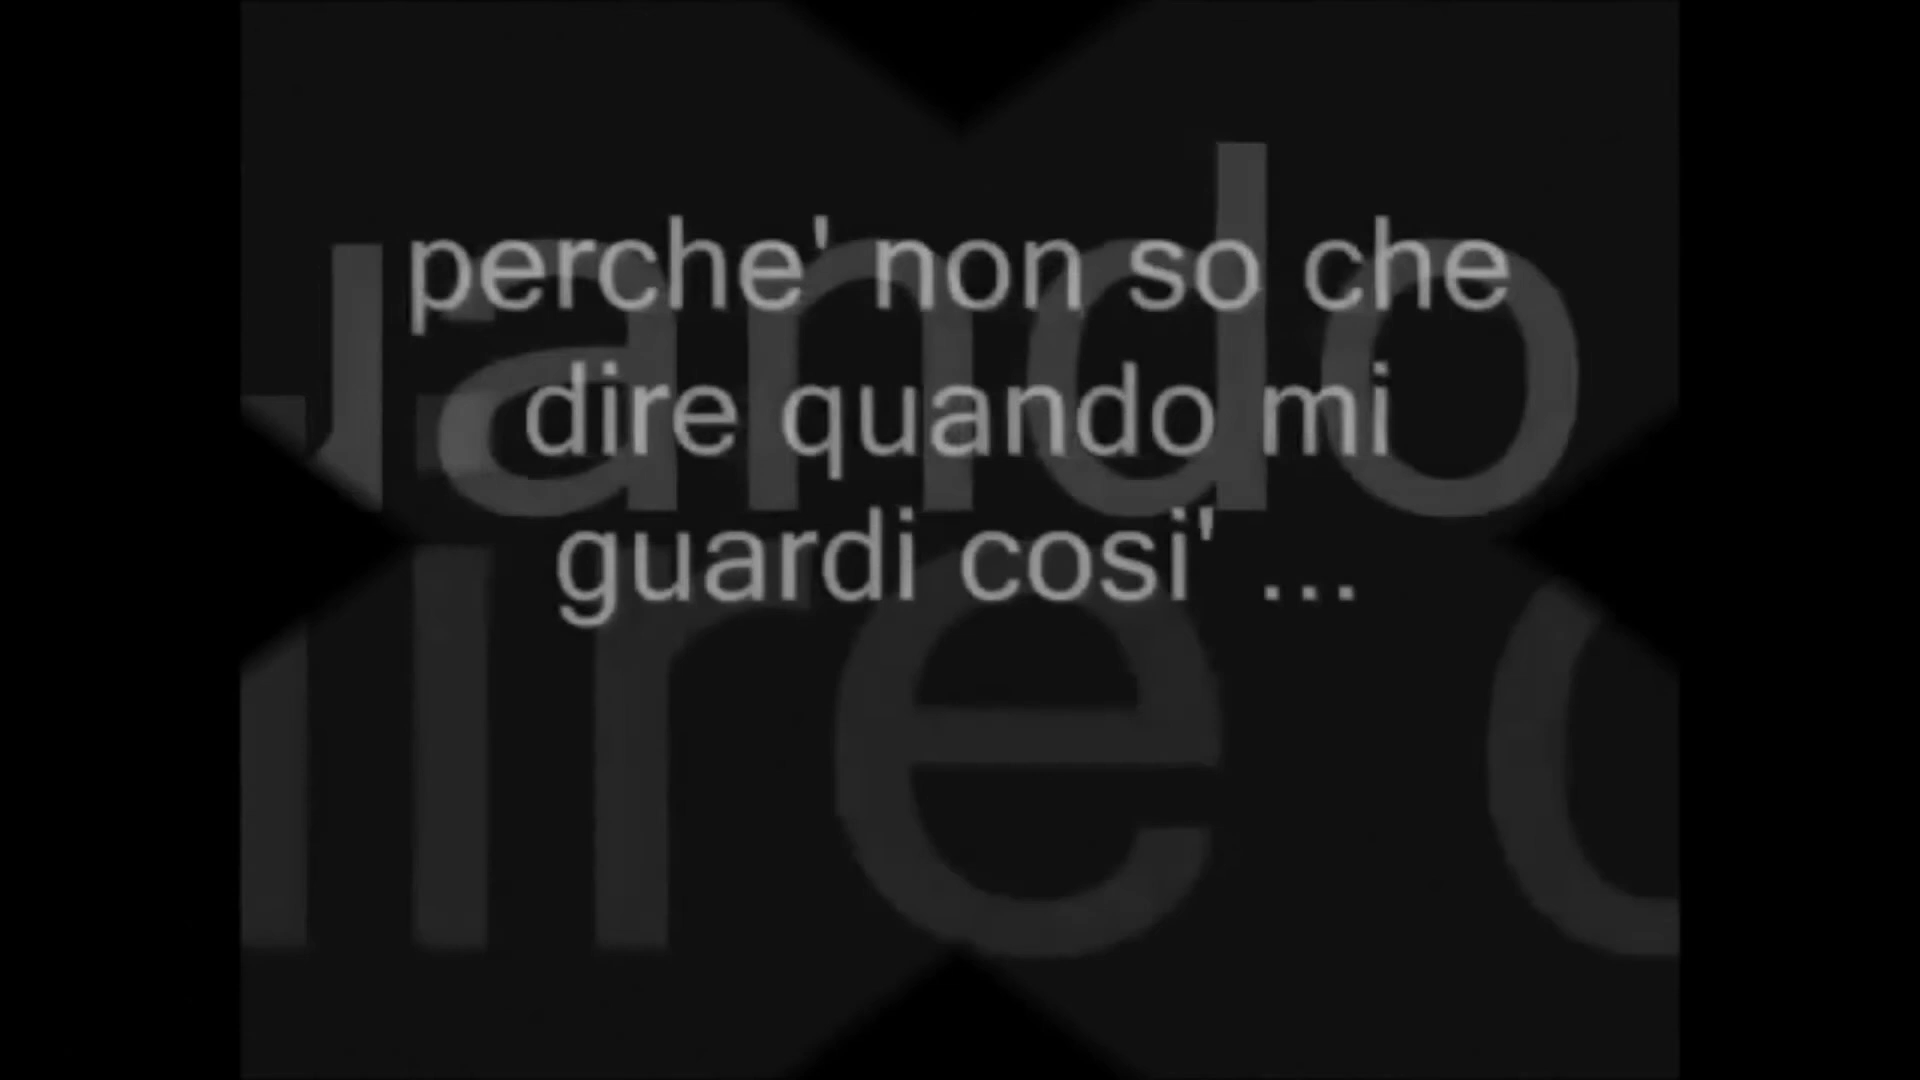 perche' non so che
dire quando mi
guardi cosi' ...